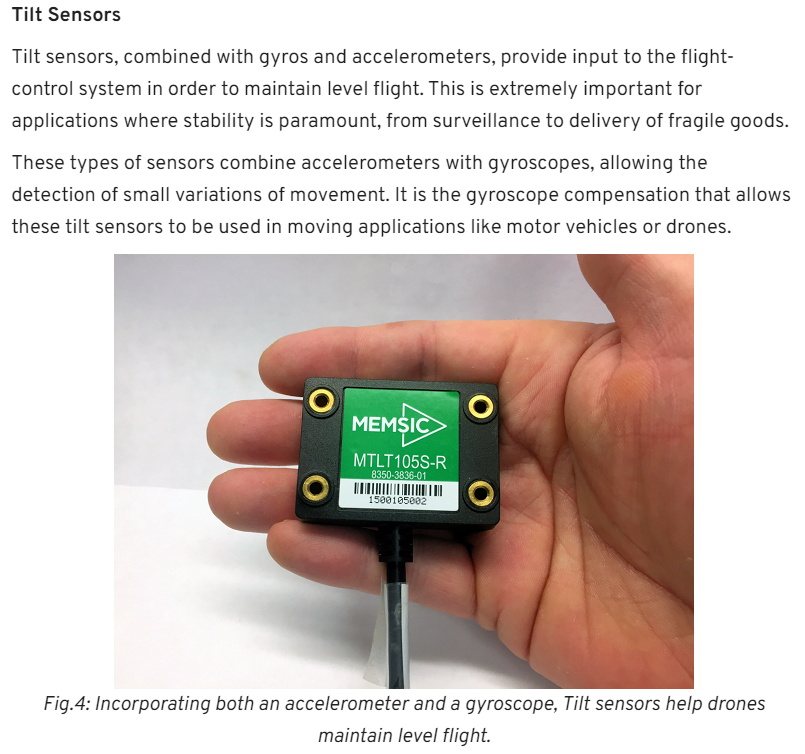 Tilt Sensors
Tilt sensors, combined with gyros and accelerometers, provide input to the flight-
control system in order to maintain level flight. This is extremely important for
applications where stability is paramount, from surveillance to delivery of fragile goods.
These types of sensors combine accelerometers with gyroscopes, allowing the
detection of small variations of movement. It is the gyroscope compensation that allows
these tilt sensors to be used in moving applications like motor vehicles or drones.
MEMSIC
MTLT105S-R
8350-3836-01
1500105002
Fig.4: Incorporating both an accelerometer and a gyroscope, Tilt sensors help drones
maintain level flight.